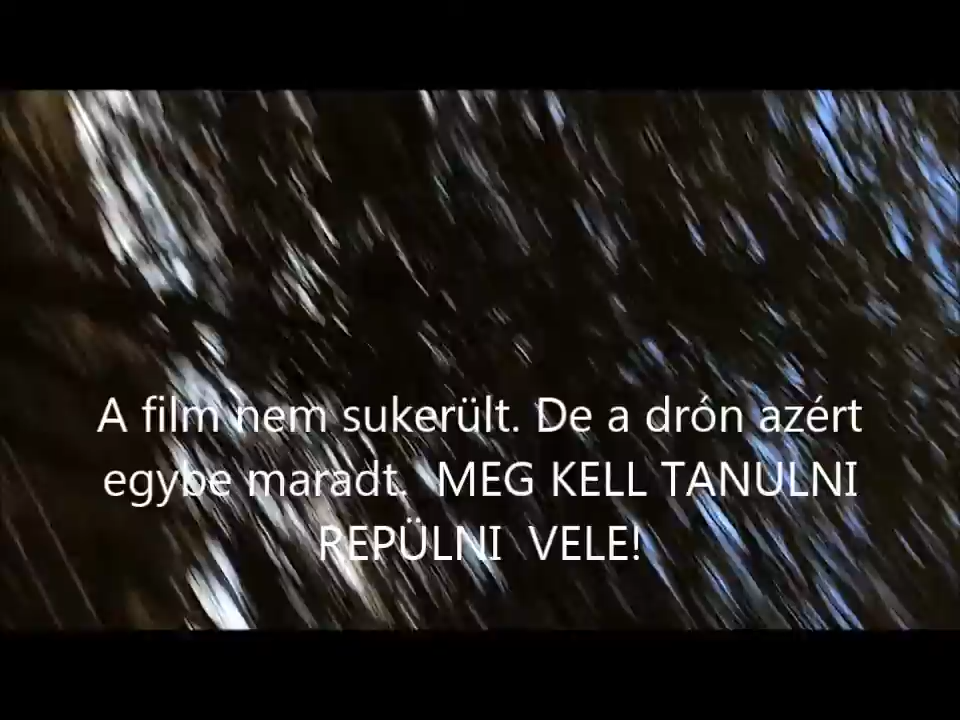 A film nem sukerült. De a drón azért
egybe maradt.  MEG KELL TANULNI
REPÜLNI  VELE!